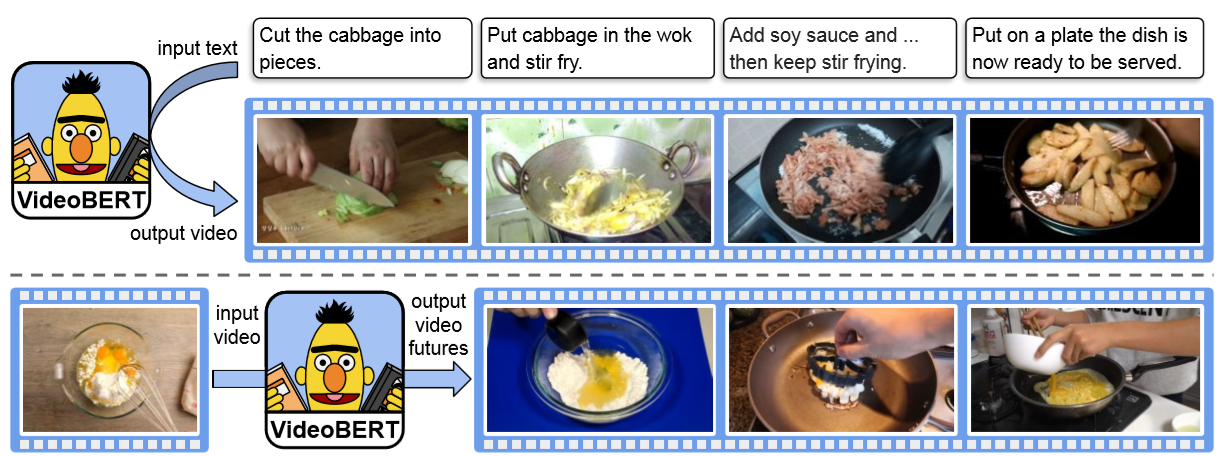 input text
Cut the cabbage into
pieces.
Put cabbage in the wok
and stir fry.
Add soy sauce and ...
then keep stir frying.
Put on a plate the dish is
now ready to be served.
VideoBERT
output video
input
video
VideoBERT
output
video
futures